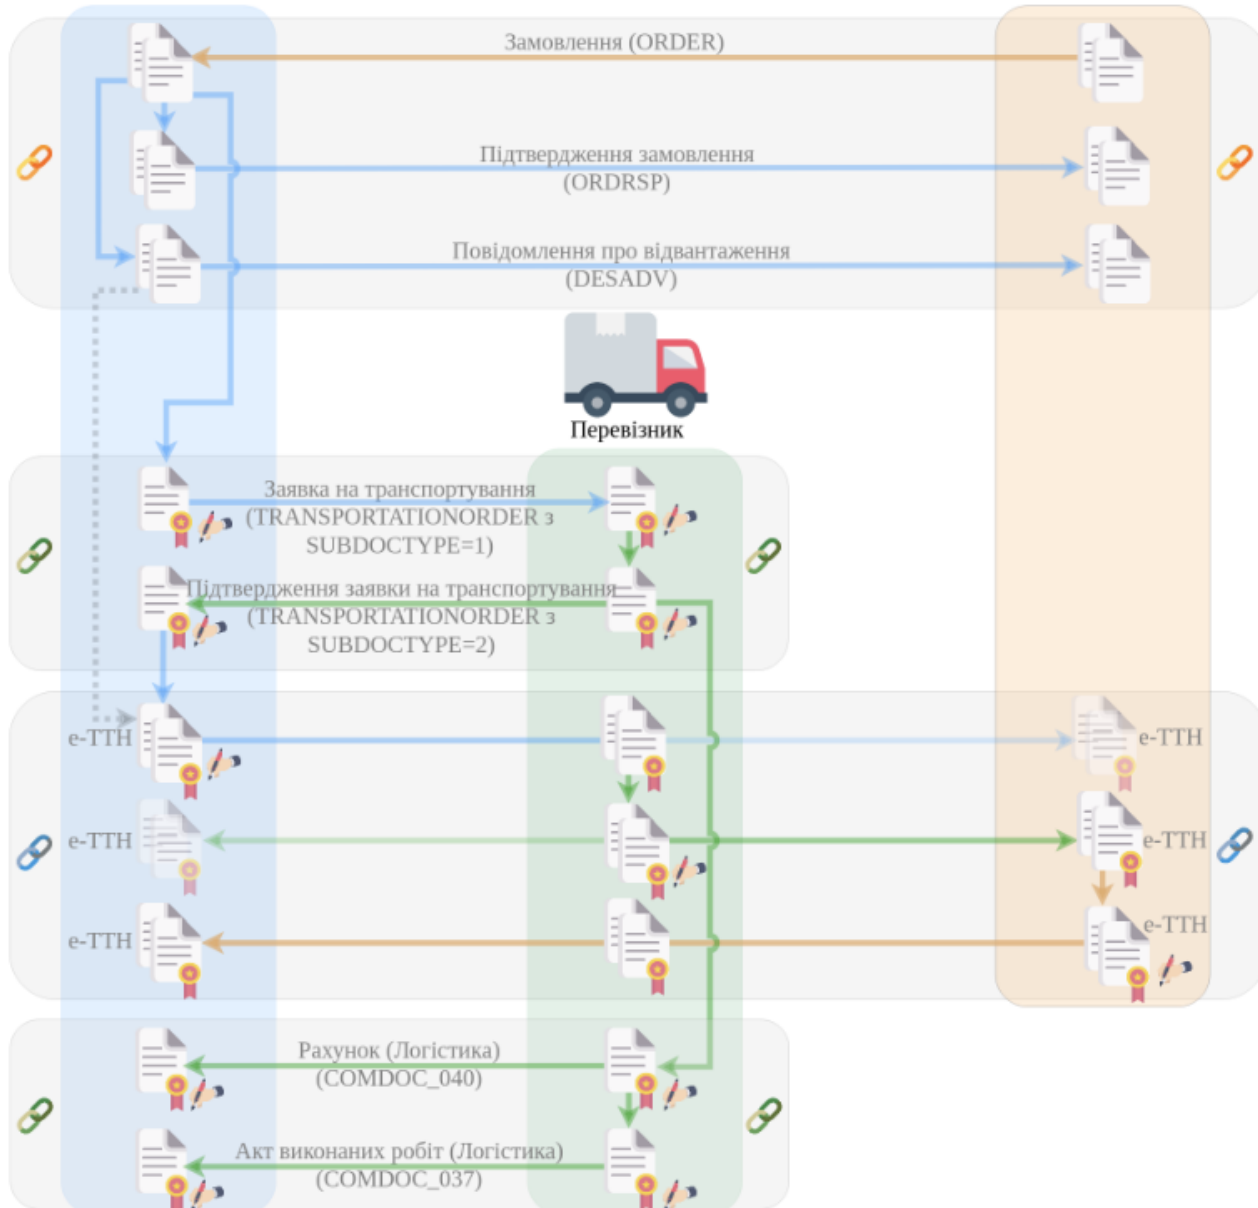 Замовлення (ORDER)
Підтвердження замовлення
(ORDRSP)
Повідомлення про відвантаження
(DESADV)
Перевізник
Заявка на транспортування
(TRANSPORTATIONORDER з
SUBDOCTYPE=1)
Підтвердження заявки на транспортування
(TRANSPORTATIONORDER з
SUBDOCTYPE=2)
е-ТТН
е-ТТН
е-ТТН
е-ТТН
е-ТТН
е-ТТН
Рахунок (Логістика)
(COMDOC_040)
Акт виконаних робіт (Логістика)
(COMDOC_037)